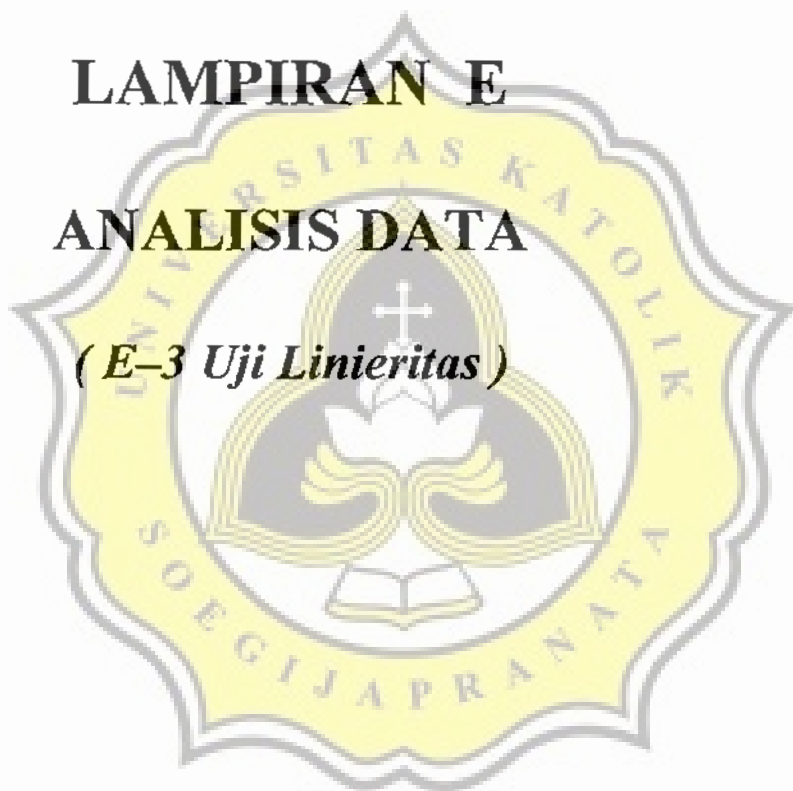 LAMPIRAN E
ANALISIS DATA
( E–3 Uji Linieritas )
UNIVERSITAS KATOLIK
SOEGIJAPRANATA